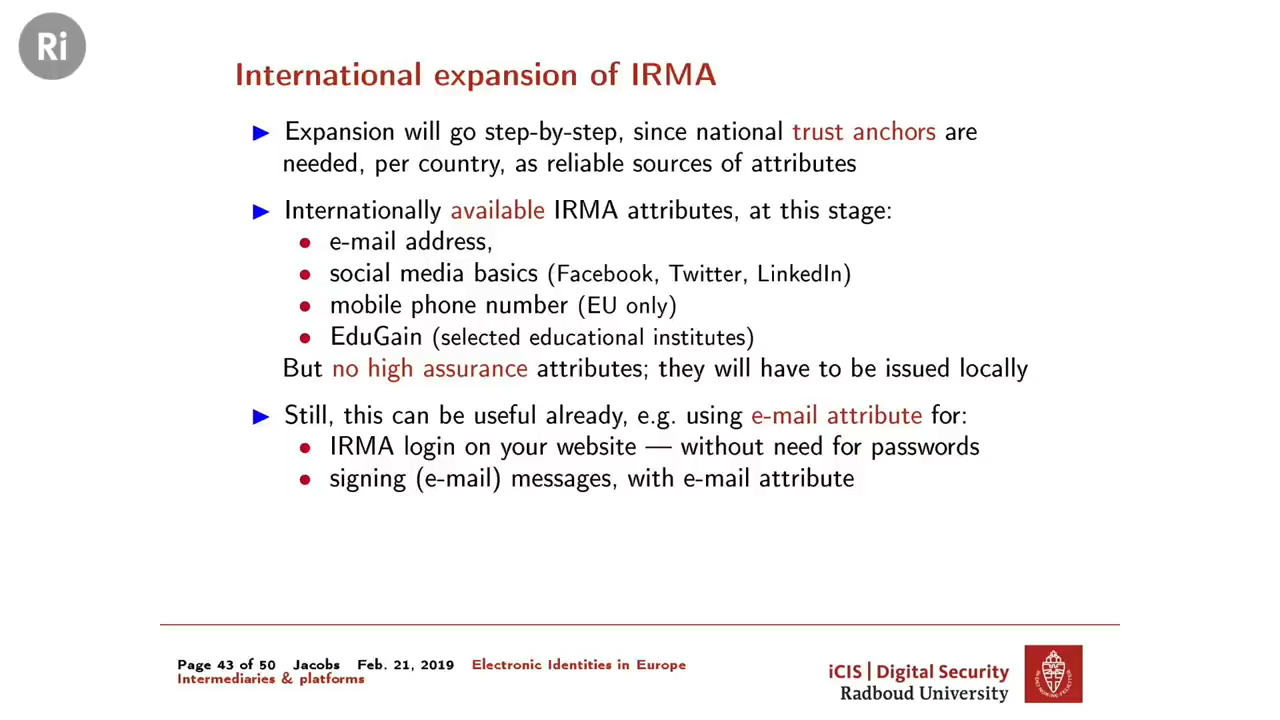 Ri
International expansion of IRMA
▶ Expansion will go step-by-step, since national trust anchors are
needed, per country, as reliable sources of attributes
▶ Internationally available IRMA attributes, at this stage:
• e-mail address,
• social media basics (Facebook, Twitter, LinkedIn)
• mobile phone number (EU only)
• EduGain (selected educational institutes)
But no high assurance attributes; they will have to be issued locally
▶ Still, this can be useful already, e.g. using e-mail attribute for:
• IRMA login on your website — without need for passwords
• signing (e-mail) messages, with e-mail attribute
Page 43 of 50 Jacobs Feb. 21, 2019 Electronic Identities in Europe
Intermediaries & platforms
iCIS | Digital Security
Radboud University